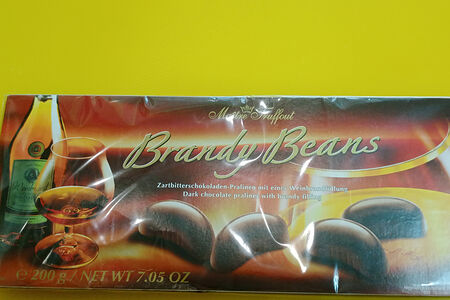 Maître Truffout
Brandy Beans
Zartbitterschokoladen-Pralinen mit einer Weinbrandfüllung
Dark chocolate pralines with brandy filling
e 200 g / NET WT 7.05 OZ